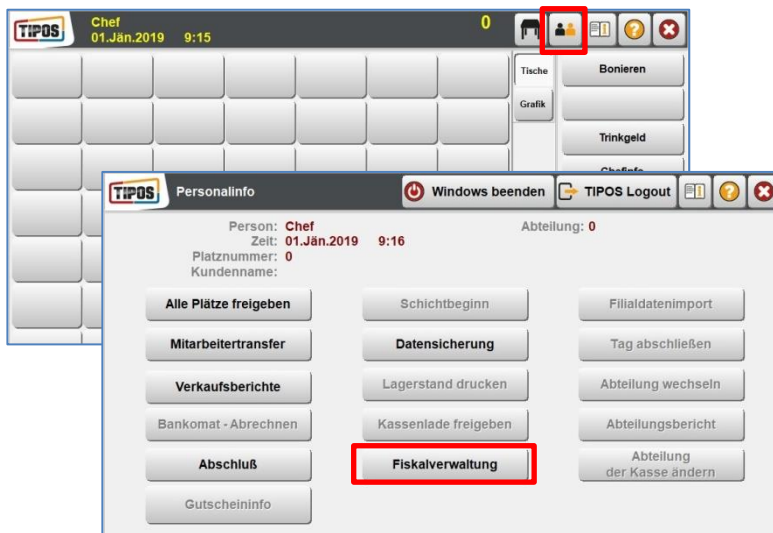 TIPOS
Chef
01.Jän.2019 9:15
0
Tische
Bonieren
Grafik
Trinkgeld
Chefinfo
TIPOS
Personalinfo
Windows beenden
TIPOS Logout
Person: Chef
Abteilung: 0
Zeit: 01.Jän.2019 9:16
Platznummer: 0
Kundenname:
Alle Plätze freigeben
Schichtbeginn
Filialdatenimport
Mitarbeitertransfer
Datensicherung
Tag abschließen
Verkaufsberichte
Lagerstand drucken
Abteilung wechseln
Bankomat - Abrechnen
Kassenlade freigeben
Abteilungsbericht
Abschluß
Fiskalverwaltung
Abteilung
der Kasse ändern
Gutscheininfo